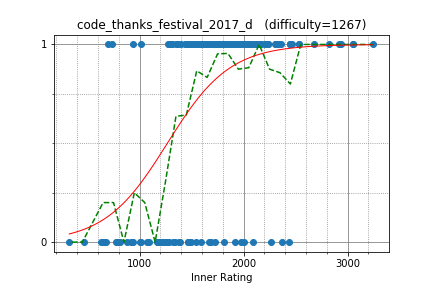 code_thanks_festival_2017_d (difficulty=1267)
1
0
1000 2000 3000
Inner Rating